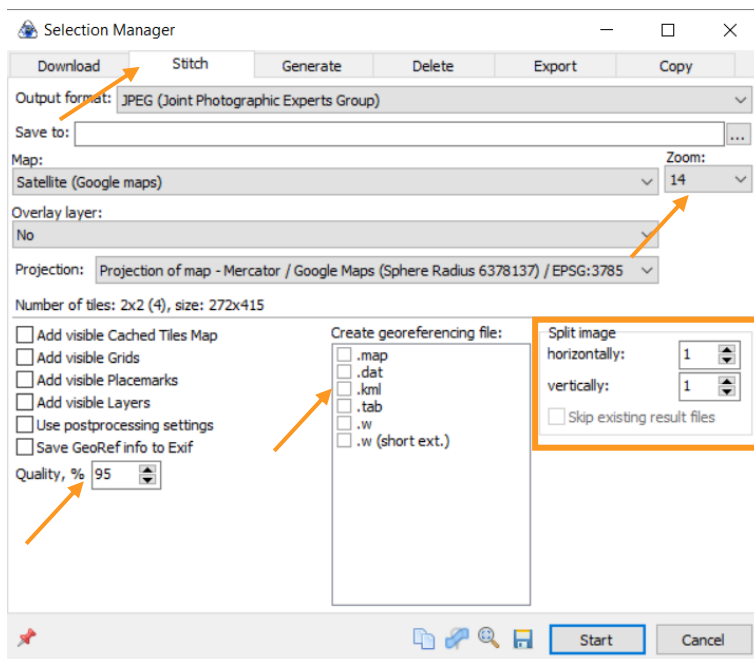 Selection Manager
Download Stitch Generate Delete Export Copy
Output format: JPEG (Joint Photographic Experts Group)
Save to: ...
Map: Zoom:
Satellite (Google maps) 14
Overlay layer:
No
Projection: Projection of map - Mercator / Google Maps (Sphere Radius 6378137) / EPSG:3785
Number of tiles: 2x2 (4), size: 272x415
Add visible Cached Tiles Map
Add visible Grids
Add visible Placemarks
Add visible Layers
Use postprocessing settings
Save GeoRef info to Exif
Quality, % 95
Create georeferencing file:
.map
.dat
.kml
.tab
.w
.w (short ext.)
Split image
horizontally: 1
vertically: 1
Skip existing result files
Start Cancel